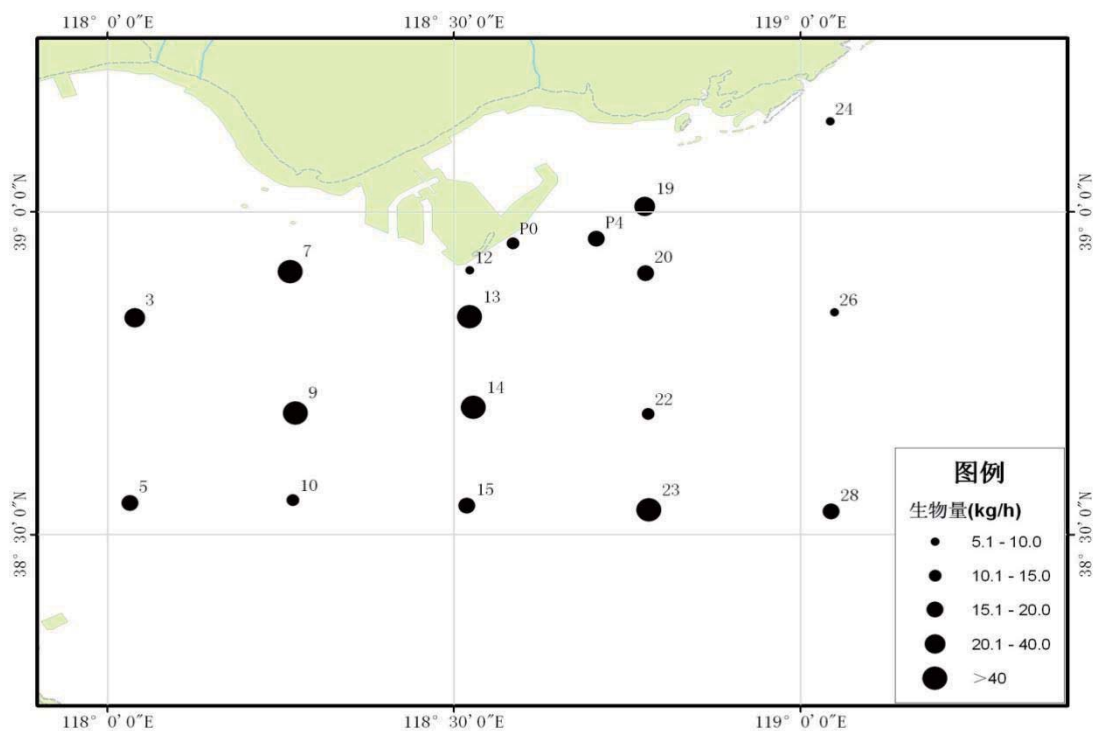 118° 0′0″E
118° 30′0″E
119° 0′0″E
24
19
39° 0′0″N
39° 0′0″N
P0
P4
7
12
20
3
13
26
9
14
22
5
10
15
23
28
38° 30′0″N
38° 30′0″N
图例
生物量(kg/h)
5.1 - 10.0
10.1 - 15.0
15.1 - 20.0
20.1 - 40.0
＞40
118° 0′0″E
118° 30′0″E
119° 0′0″E